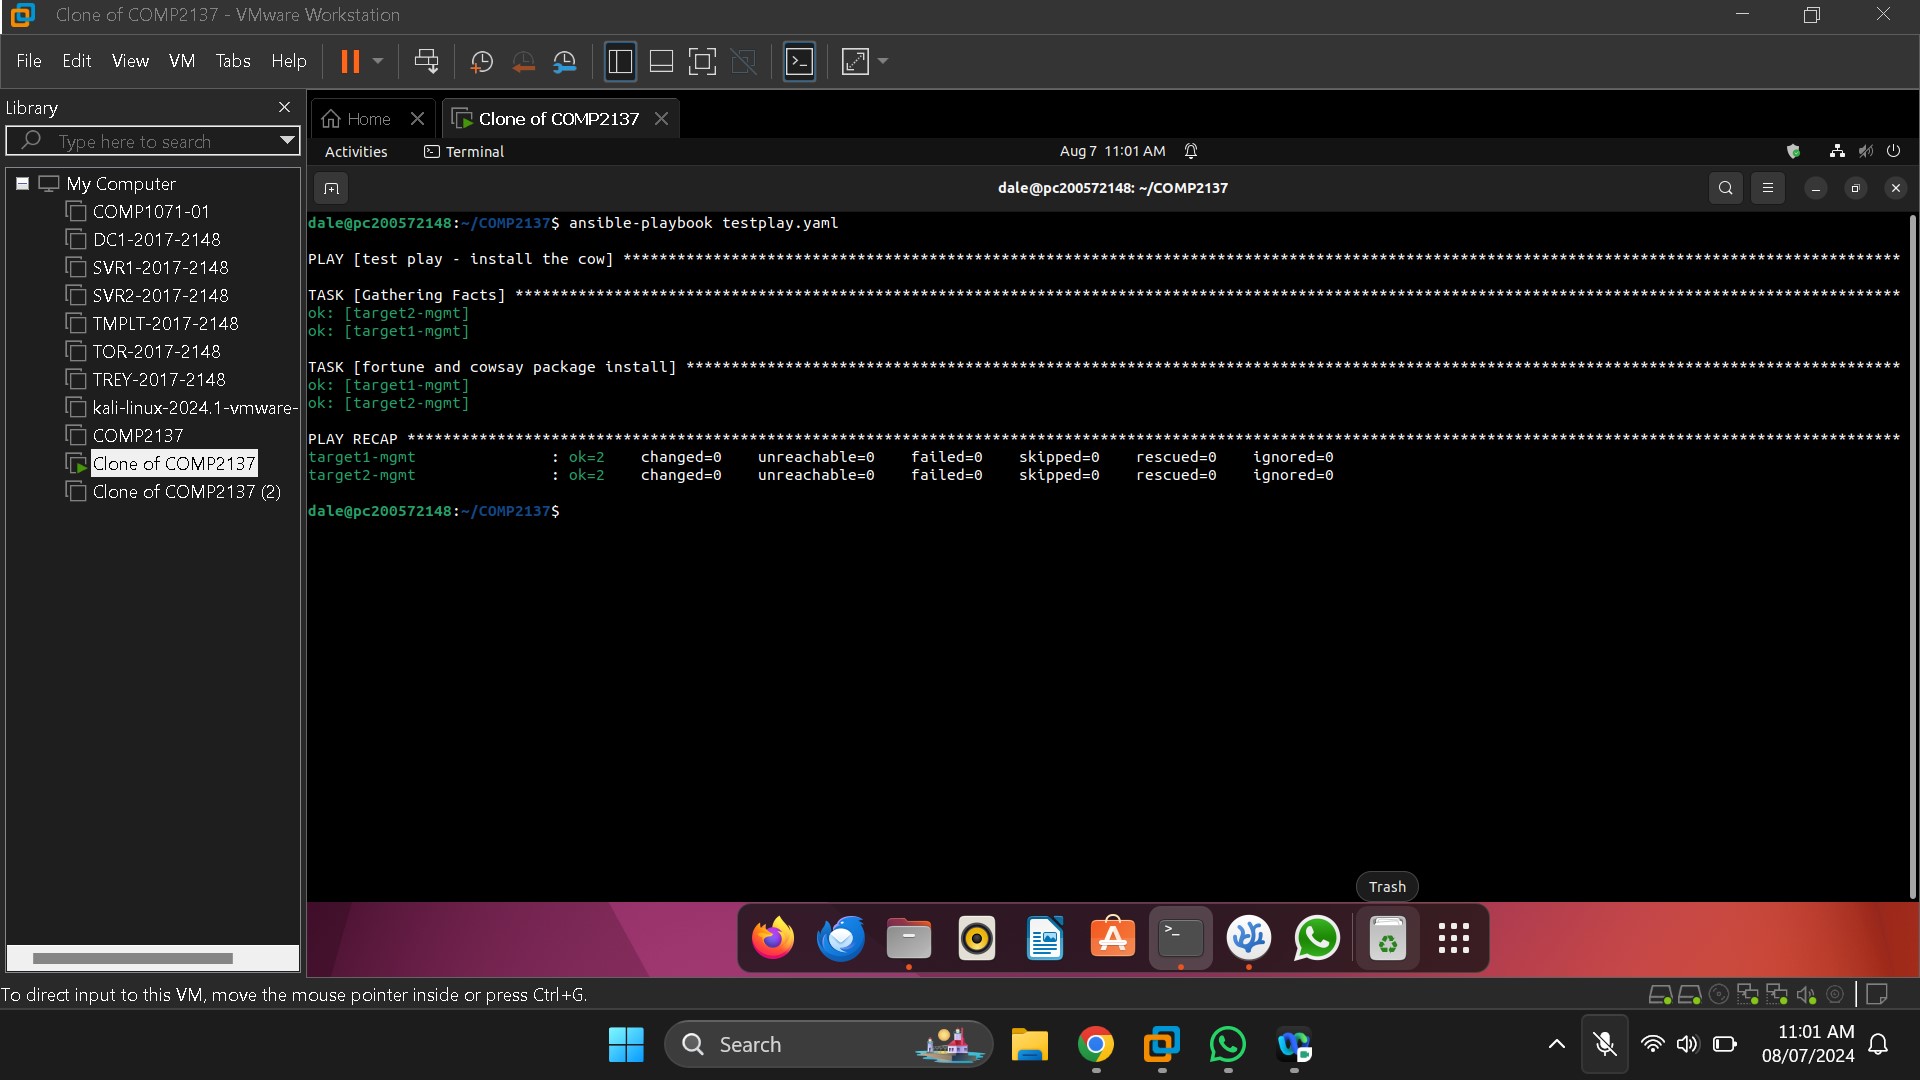 Clone of COMP2137 - VMware Workstation
File Edit View VM Tabs Help
Library
Type here to search
My Computer
COMP1071-01
DC1-2017-2148
SVR1-2017-2148
SVR2-2017-2148
TMPLT-2017-2148
TOR-2017-2148
TREY-2017-2148
kali-linux-2024.1-vmware-
COMP2137
Clone of COMP2137
Clone of COMP2137 (2)
Home Clone of COMP2137
Activities Terminal Aug 7 11:01 AM
dale@pc200572148: ~/COMP2137
dale@pc200572148:~/COMP2137$ ansible-playbook testplay.yaml
PLAY [test play - install the cow] **********************************************************************************************************************************************
TASK [Gathering Facts] **********************************************************************************************************************************************************
ok: [target2-mgmt]
ok: [target1-mgmt]
TASK [fortune and cowsay package install] ***************************************************************************************************************************************
ok: [target1-mgmt]
ok: [target2-mgmt]
PLAY RECAP **********************************************************************************************************************************************************************
target1-mgmt : ok=2 changed=0 unreachable=0 failed=0 skipped=0 rescued=0 ignored=0
target2-mgmt : ok=2 changed=0 unreachable=0 failed=0 skipped=0 rescued=0 ignored=0
dale@pc200572148:~/COMP2137$
Trash
To direct input to this VM, move the mouse pointer inside or press Ctrl+G.
Search
11:01 AM
08/07/2024